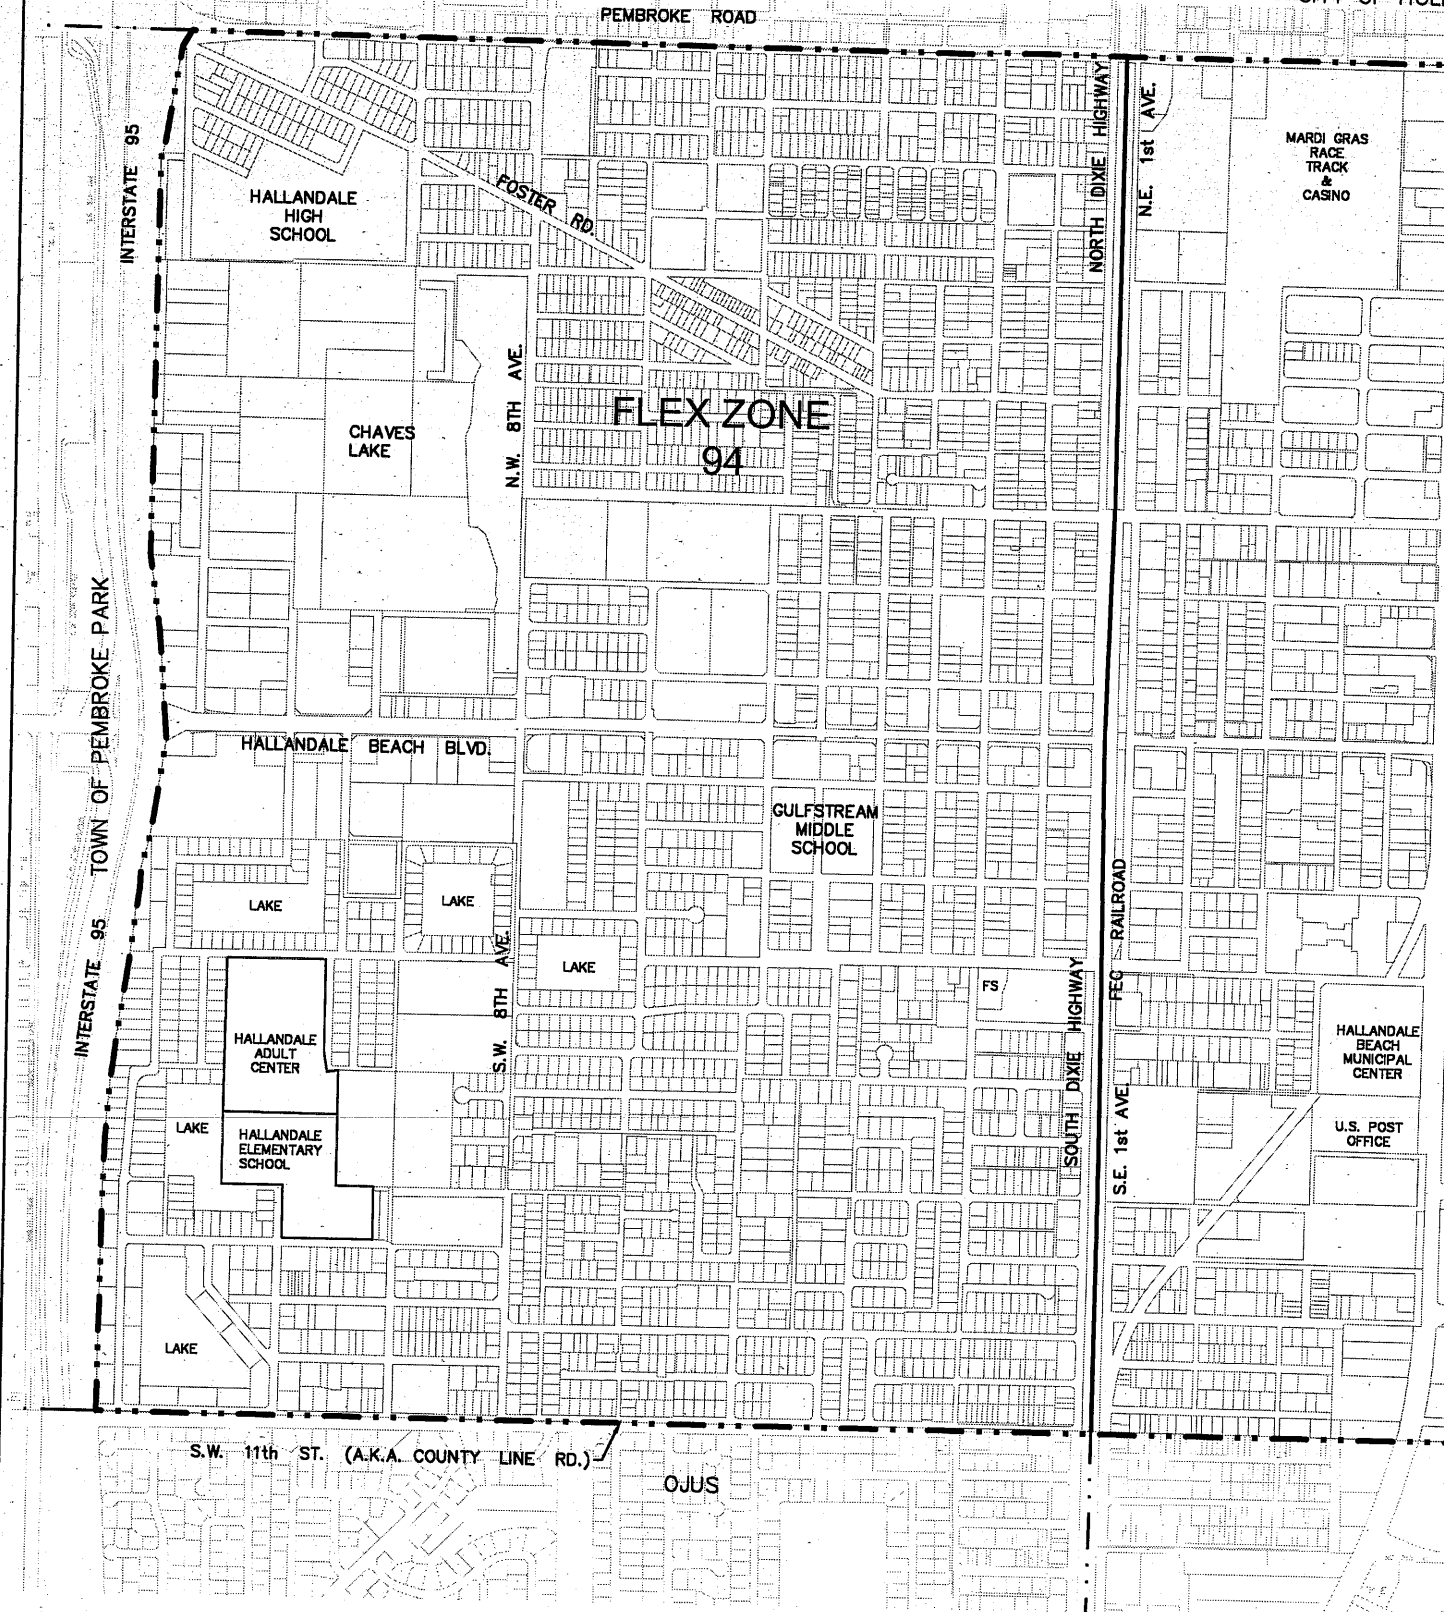 PEMBROKE ROAD
INTERSTATE 95
HALLANDALE
HIGH
SCHOOL
FOSTER RD.
NORTH DIXIE HIGHWAY
N.E. 1st AVE.
MARDI GRAS
RACE
TRACK
&
CASINO
CHAVES
LAKE
N.W. 8TH AVE.
FLEX ZONE
94
TOWN OF PEMBROKE PARK
HALLANDALE BEACH BLVD.
GULFSTREAM
MIDDLE
SCHOOL
LAKE
LAKE
LAKE
S.W. 8TH AVE.
FEC RAILROAD
FS
INTERSTATE 95
HALLANDALE
ADULT
CENTER
SOUTH DIXIE HIGHWAY
HALLANDALE
BEACH
MUNICIPAL
CENTER
LAKE
HALLANDALE
ELEMENTARY
SCHOOL
S.E. 1st AVE.
U.S. POST
OFFICE
LAKE
S.W. 11th ST. (A.K.A. COUNTY LINE RD.)
OJUS